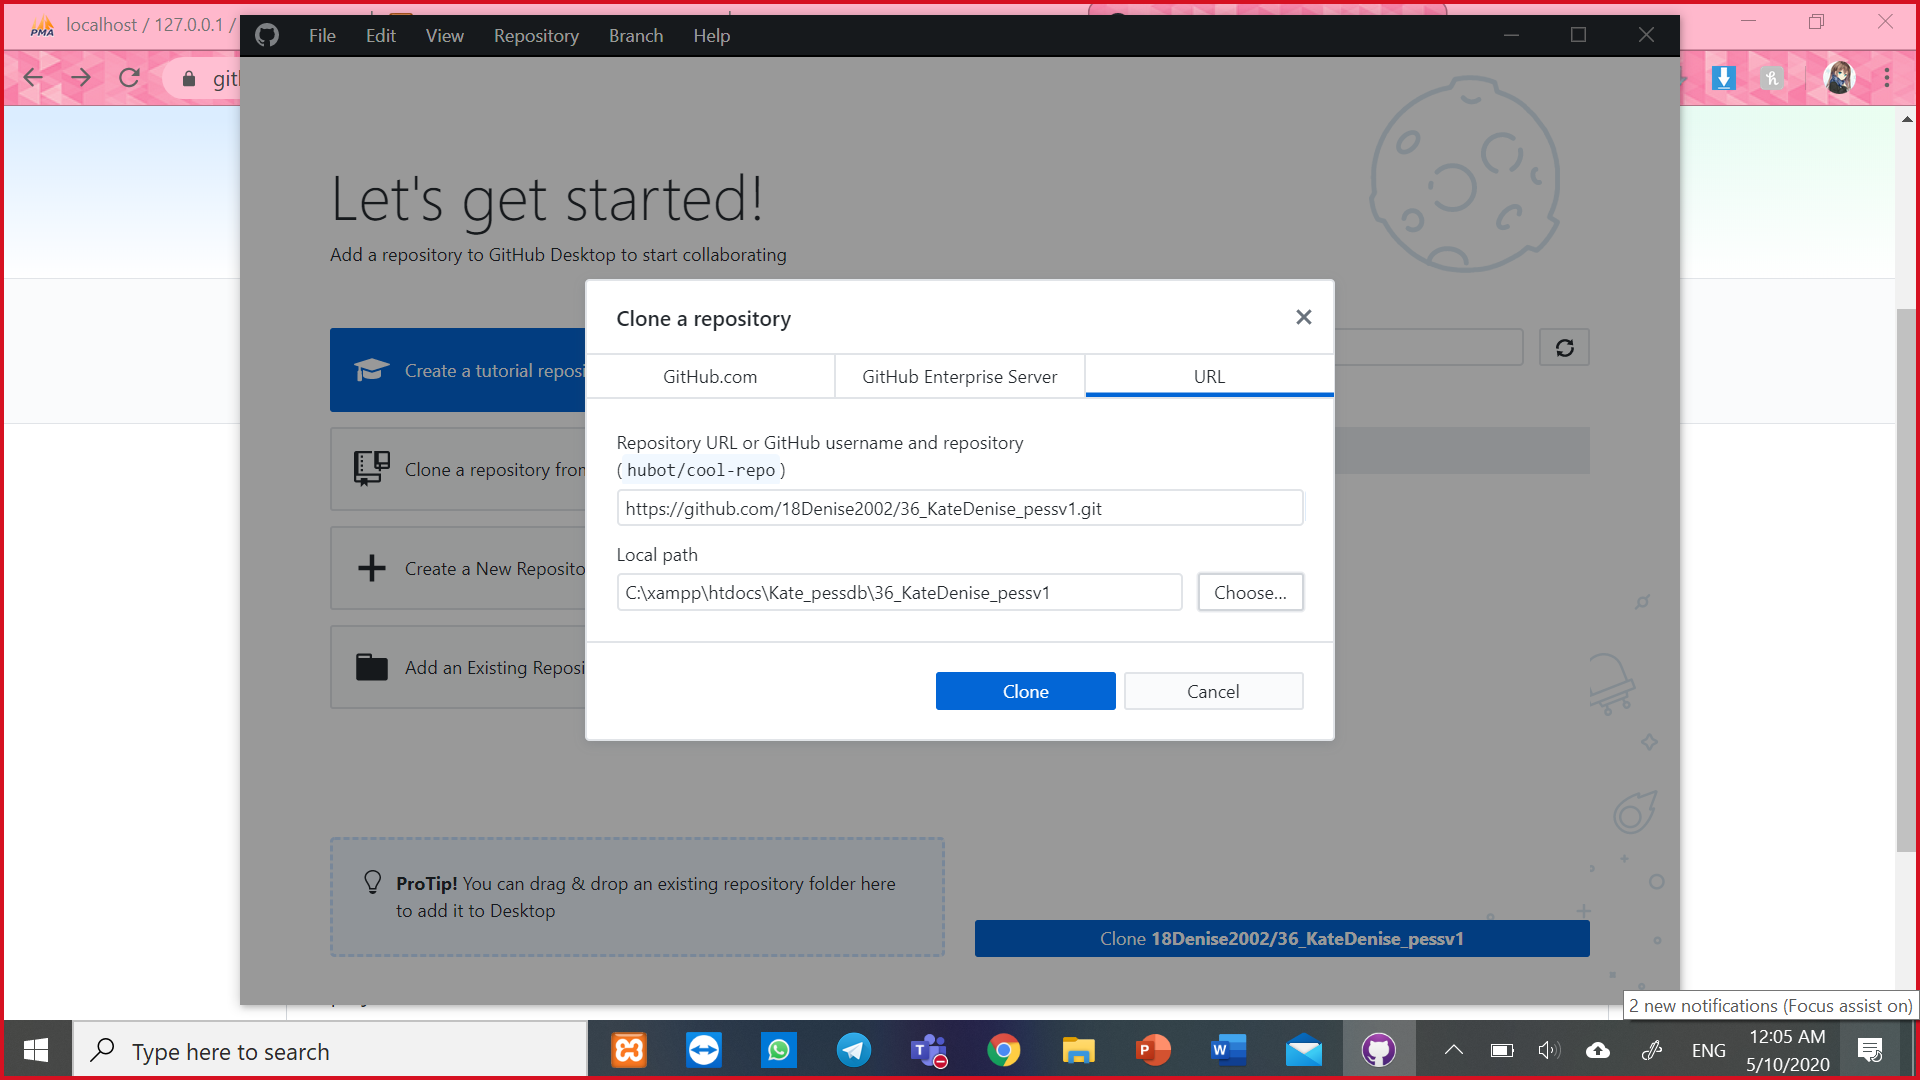 PMA localhost / 127.0.0.1 /
File Edit View Repository Branch Help
Let's get started!
Add a repository to GitHub Desktop to start collaborating
Clone a repository
GitHub.com GitHub Enterprise Server URL
Create a tutorial
Repository URL or GitHub username and repository
(hubot/cool-repo)
Clone a repository
https://github.com/18Denise2002/36_KateDenise_pessv1.git
Local path
Create a New
C:\xampp\htdocs\Kate_pessdb\36_KateDenise_pessv1 Choose...
Add an Existing
Clone Cancel
ProTip! You can drag & drop an existing repository folder here
to add it to Desktop
Clone 18Denise2002/36_KateDenise_pessv1
2 new notifications (Focus assist on)
Type here to search
ENG
12:05 AM
5/10/2020